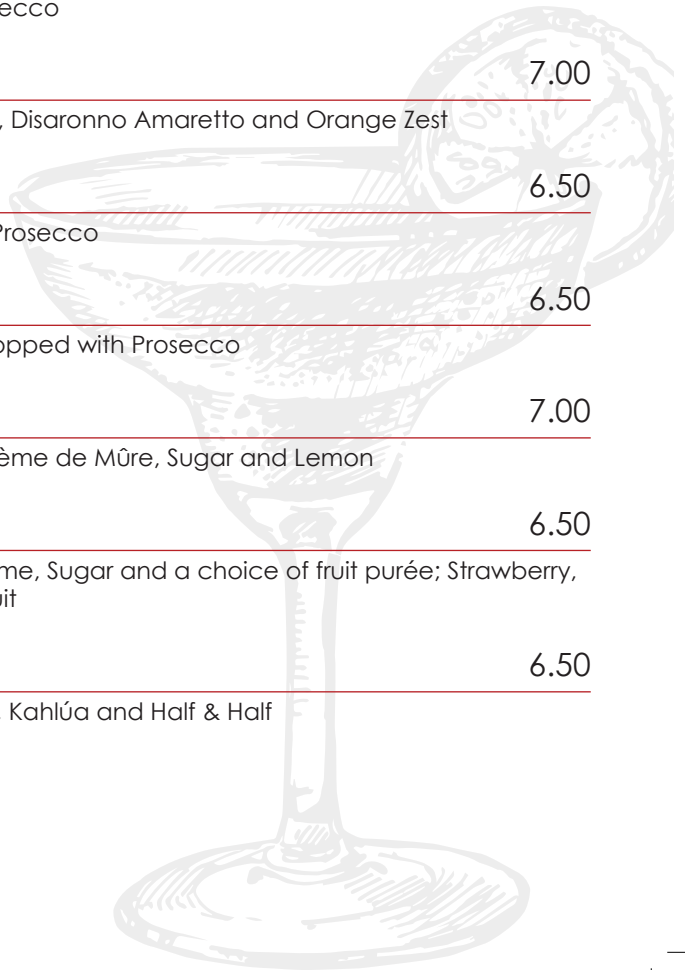 ecco
7.00
, Disaronno Amaretto and Orange Zest
6.50
Prosecco
6.50
opped with Prosecco
7.00
ème de Mûre, Sugar and Lemon
6.50
me, Sugar and a choice of fruit purée; Strawberry,
uit
6.50
Kahlúa and Half & Half